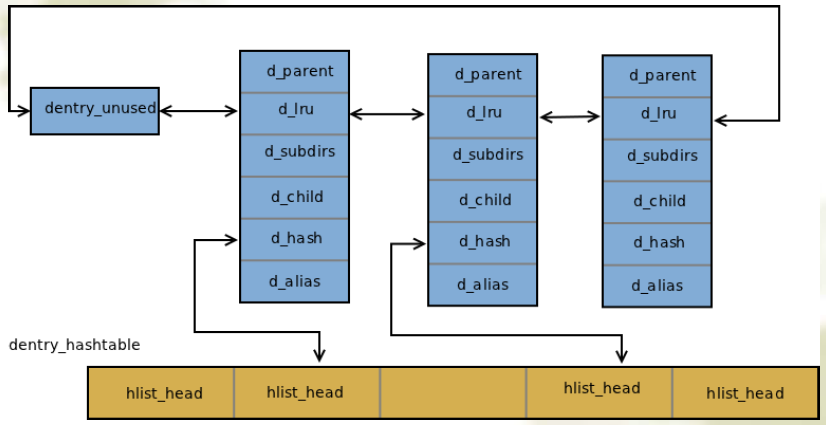 dentry_unused
d_parent
d_lru
d_subdirs
d_child
d_hash
d_alias
d_parent
d_lru
d_subdirs
d_child
d_hash
d_alias
d_parent
d_lru
d_subdirs
d_child
d_hash
d_alias
dentry_hashtable
hlist_head
hlist_head
hlist_head
hlist_head